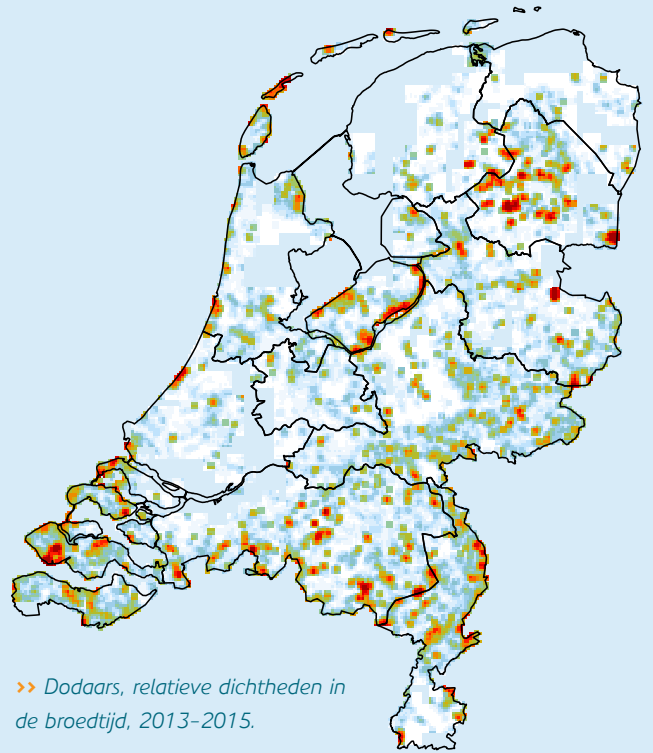 >> Dodaars, relatieve dichtheden in
de broedtijd, 2013-2015.